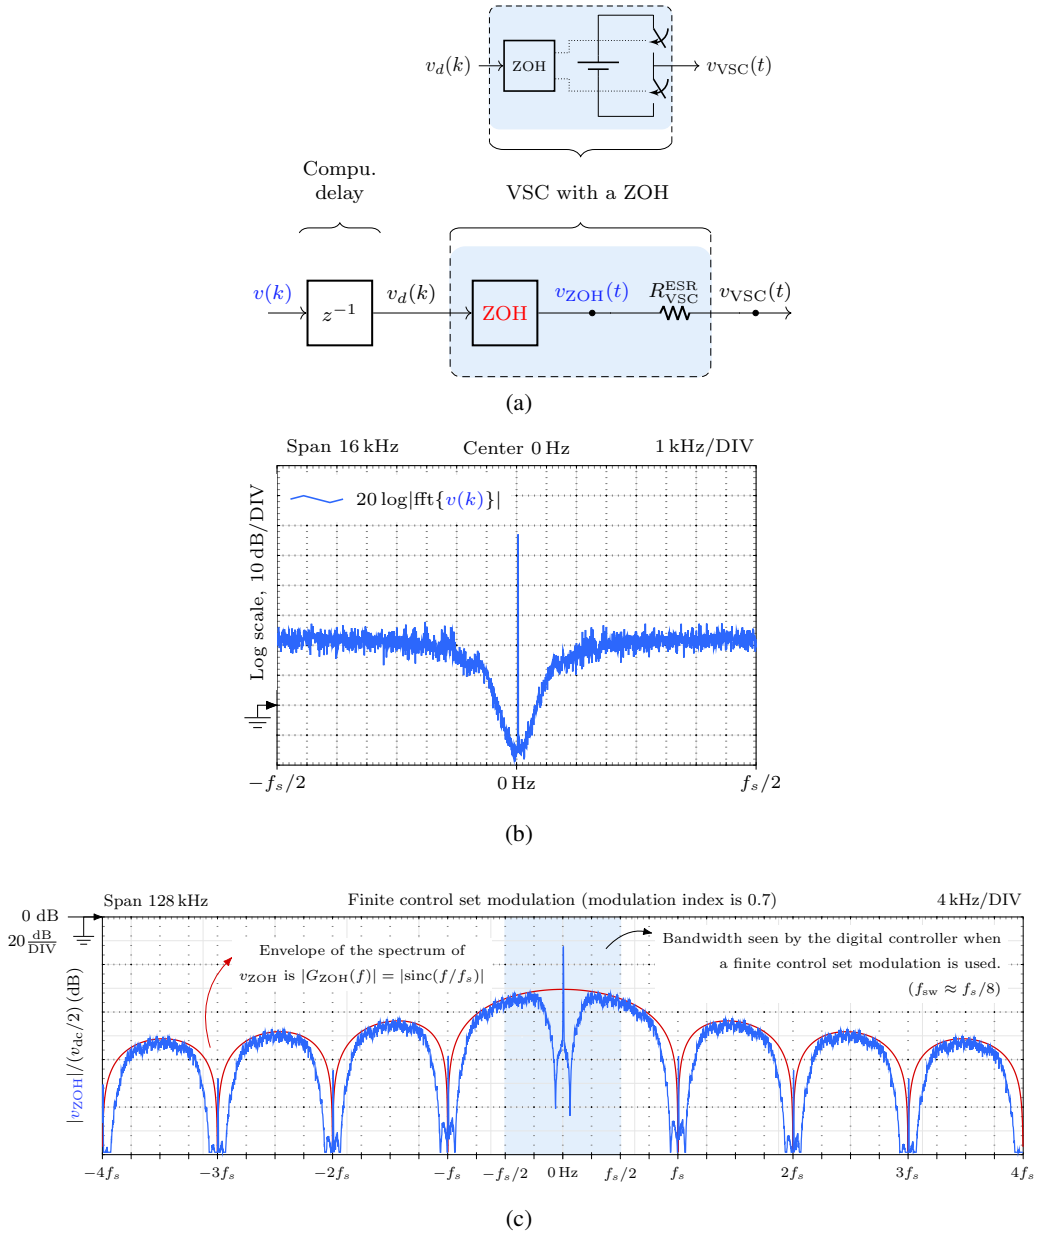 v_d(k)
ZOH
v_VSC(t)
Compu.
delay
VSC with a ZOH
v(k)
z^−1
v_d(k)
ZOH
v_ZOH(t)
R_VSC^ESR
v_VSC(t)
(a)
Span 16 kHz
Center 0 Hz
1 kHz/DIV
20 log|fft{v(k)}|
Log scale, 10 dB/DIV
−f_s/2
0 Hz
f_s/2
(b)
Span 128 kHz
Finite control set modulation (modulation index is 0.7)
4 kHz/DIV
0 dB
20 dB/DIV
Envelope of the spectrum of
v_ZOH is |G_ZOH(f)| = |sinc(f/f_s)|
Bandwidth seen by the digital controller when
a finite control set modulation is used.
(f_sw ≈ f_s/8)
|v_ZOH|/(v_dc/2) (dB)
−4f_s
−3f_s
−2f_s
−f_s
−f_s/2
0 Hz
f_s/2
f_s
2f_s
3f_s
4f_s
(c)